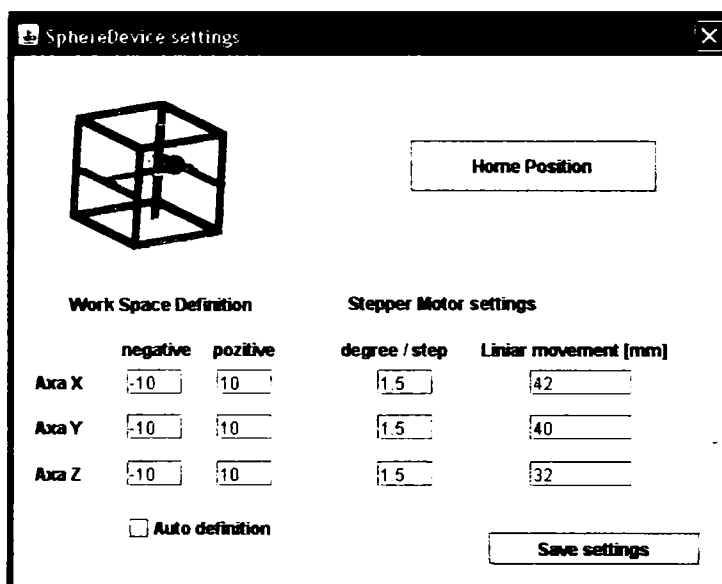 SphereDevice settings
Home Position
Work Space Definition Stepper Motor settings
negative pozitive degree / step Liniar movement [mm]
Axa X -10 10 1.5 42
Axa Y -10 10 1.5 40
Axa Z -10 10 1.5 32
Auto definition
Save settings